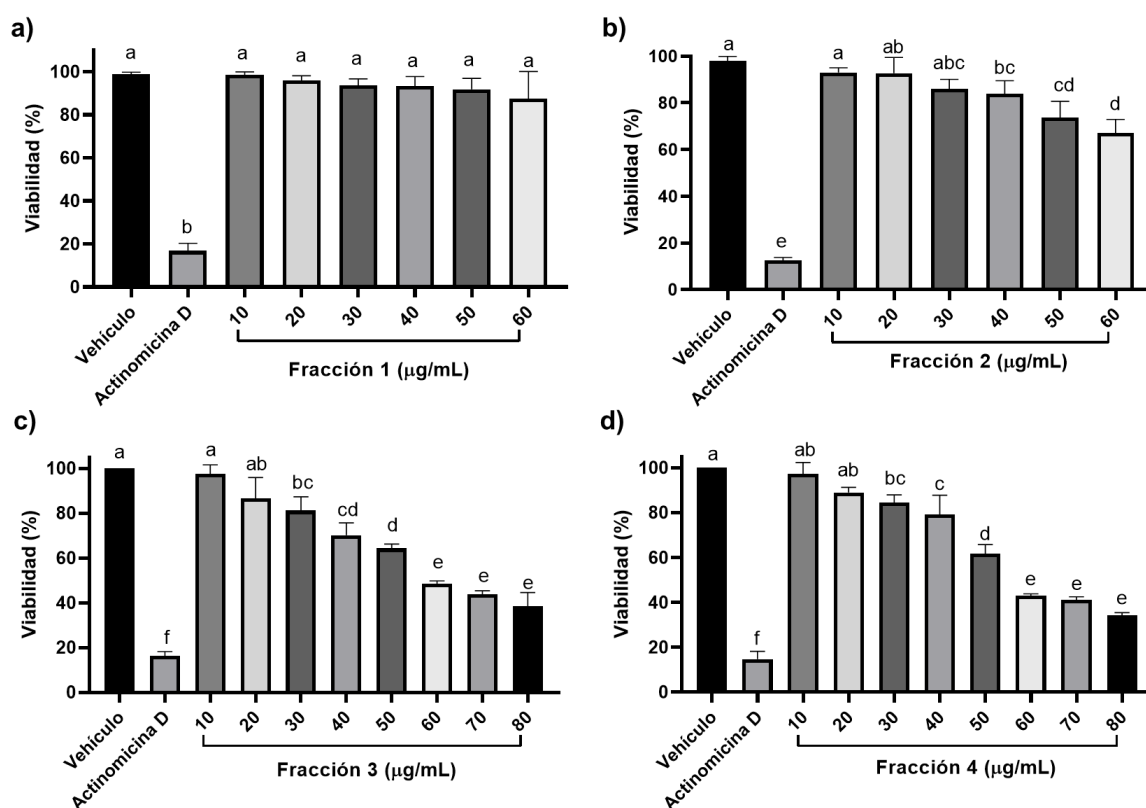 a)
Viabilidad (%)
100
80
60
40
20
0
a
b
a
a
a
a
a
a
Vehículo
Actinomicina D
10
20
30
40
50
60
Fracción 1 (μg/mL)
b)
Viabilidad (%)
100
80
60
40
20
0
a
e
a
ab
abc
bc
cd
d
Vehículo
Actinomicina D
10
20
30
40
50
60
Fracción 2 (μg/mL)
c)
Viabilidad (%)
100
80
60
40
20
0
a
f
a
ab
bc
cd
d
e
e
e
Vehículo
Actinomicina D
10
20
30
40
50
60
70
80
Fracción 3 (μg/mL)
d)
Viabilidad (%)
100
80
60
40
20
0
a
f
ab
ab
bc
c
d
e
e
e
Vehículo
Actinomicina D
10
20
30
40
50
60
70
80
Fracción 4 (μg/mL)